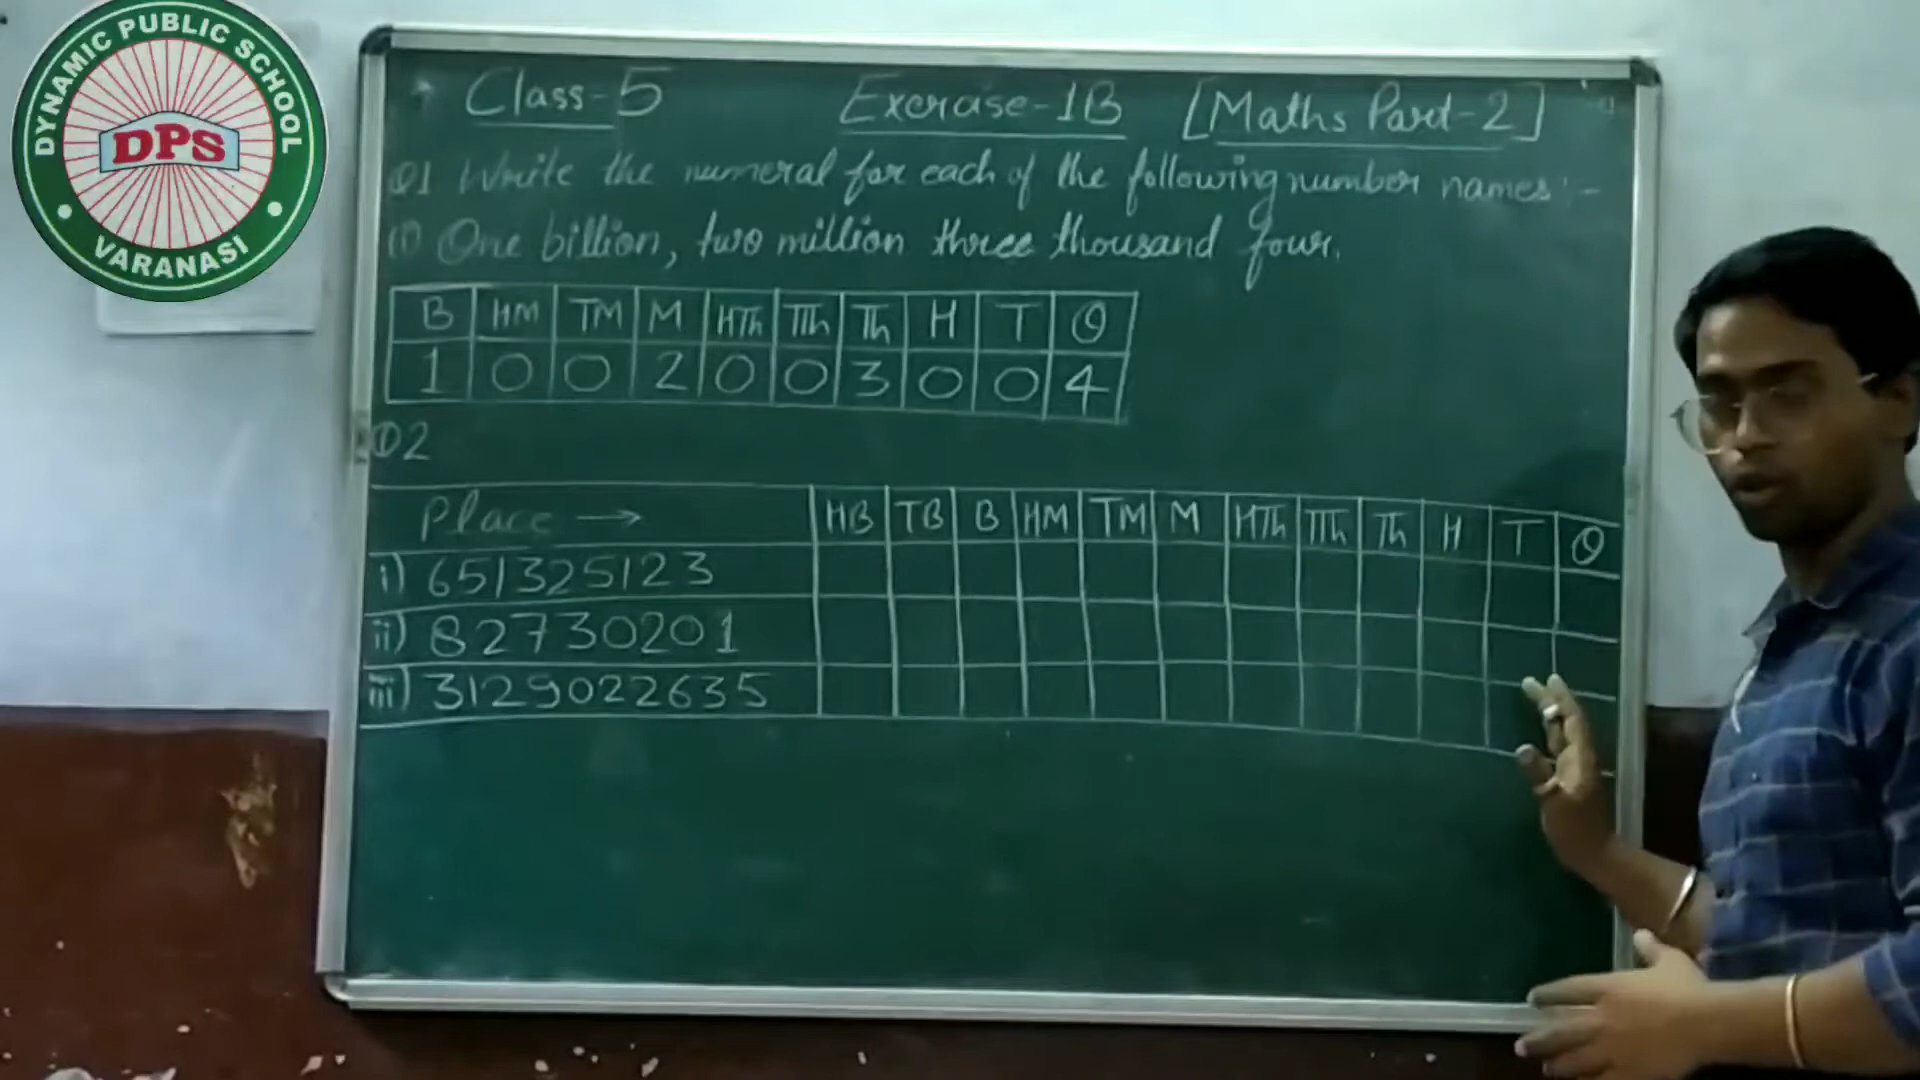 DYNAMIC PUBLIC SCHOOL
DPS
VARANASI
Class-5 Exercise-1B [Maths Part-2]
Q1 Write the numeral for each of the following number names:-
(i) One billion, two million three thousand four.
B HM TM M HTh TTh Th H T O
1 0 0 2 0 0 3 0 0 4
Q2
Place → HB TB B HM TM M HTh TTh Th H T O
i) 651325123
ii) 82730201
iii) 3129022635